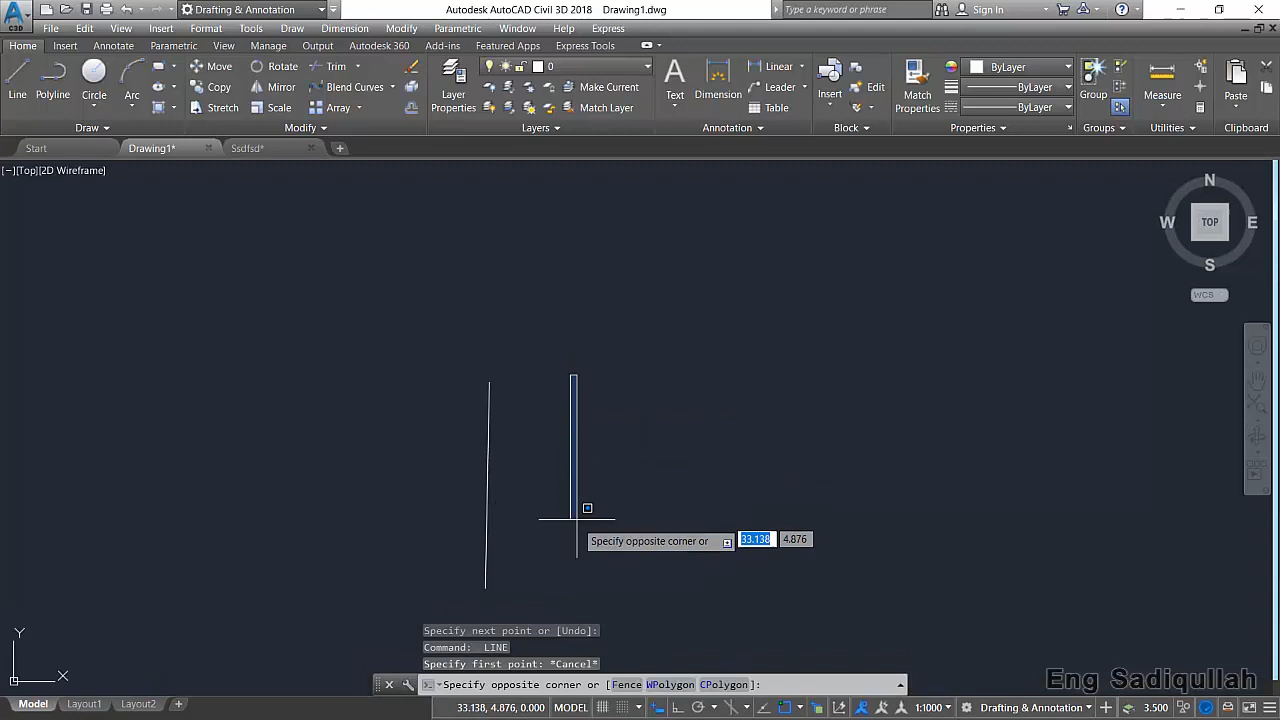 Drafting & Annotation
Autodesk AutoCAD Civil 3D 2018 Drawing1.dwg
Type a keyword or phrase
Sign In
C3D
File Edit View Insert Format Tools Draw Dimension Modify Parametric Window Help Express
Home Insert Annotate Parametric View Manage Output Autodesk 360 Add-ins Featured Apps Express Tools
Line
Polyline
Circle
Arc
Draw
Move
Rotate
Trim
Copy
Mirror
Blend Curves
Stretch
Scale
Array
Modify
Layer
Properties
0
Make Current
Match Layer
Layers
Text
Dimension
Linear
Leader
Table
Annotation
Insert
Edit
Block
Match
Properties
ByLayer
ByLayer
ByLayer
Properties
Group
Groups
Measure
Utilities
Paste
Clipboard
Start
Drawing1*
Ssdfsd*
[−][Top][2D Wireframe]
N
W
TOP
E
S
WCS
Specify opposite corner or
33.138
4.876
Y
X
Specify next point or [Undo]:
Command: LINE
Specify first point: *Cancel*
Specify opposite corner or [Fence WPolygon CPolygon]:
Eng Sadiqullah
Model
Layout1
Layout2
33.138, 4.876, 0.000
MODEL
1:1000
Drafting & Annotation
3.500